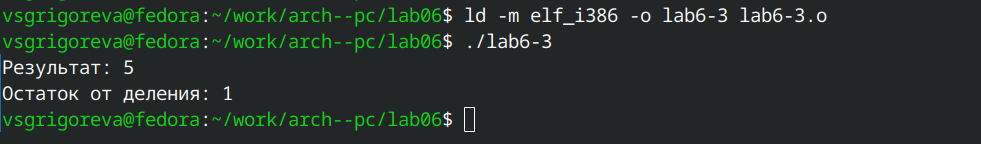 vsgrigoreva@fedora:~/work/arch--pc/lab06$ ld -m elf_i386 -o lab6-3 lab6-3.o
vsgrigoreva@fedora:~/work/arch--pc/lab06$ ./lab6-3
Результат: 5
Остаток от деления: 1
vsgrigoreva@fedora:~/work/arch--pc/lab06$